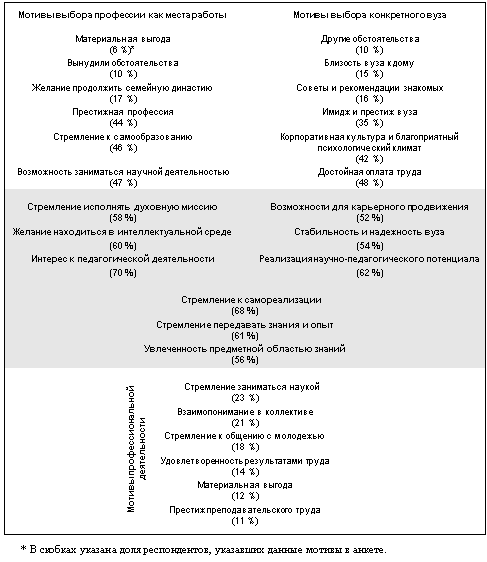 Мотивы выбора профессии как места работы
Материальная выгода
(6 %)*
Вынудили обстоятельства
(10 %)
Желание продолжить семейную династию
(17 %)
Престижная профессия
(44 %)
Стремление к самообразованию
(46 %)
Возможность заниматься научной деятельностью
(47 %)
Стремление исполнять духовную миссию
(58 %)
Желание находиться в интеллектуальной среде
(60 %)
Интерес к педагогической деятельности
(70 %)
Мотивы выбора конкретного вуза
Другие обстоятельства
(10 %)
Близость вуза к дому
(15 %)
Советы и рекомендации знакомых
(16 %)
Имидж и престиж вуза
(35 %)
Корпоративная культура и благоприятный
психологический климат
(42 %)
Достойная оплата труда
(48 %)
Возможности для карьерного продвижения
(52 %)
Стабильность и надежность вуза
(54 %)
Реализация научно-педагогического потенциала
(62 %)
Стремление к самореализации
(68 %)
Стремление передавать знания и опыт
(61 %)
Увлеченность предметной областью знаний
(56 %)
Мотивы профессиональной
деятельности
Стремление заниматься наукой
(23 %)
Взаимопонимание в коллективе
(21 %)
Стремление к общению с молодежью
(18 %)
Удовлетворенность результатами труда
(14 %)
Материальная выгода
(12 %)
Престиж преподавательского труда
(11 %)
* В скобках указана доля респондентов, указавших данные мотивы в анкете.